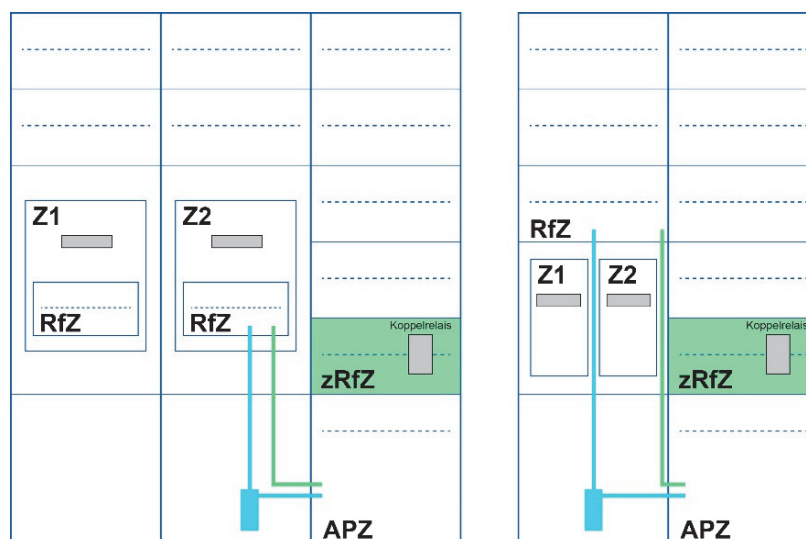 Z1
Z2
RfZ
RfZ
Koppelrelais
zRfZ
APZ
RfZ
Z1
Z2
Koppelrelais
zRfZ
APZ